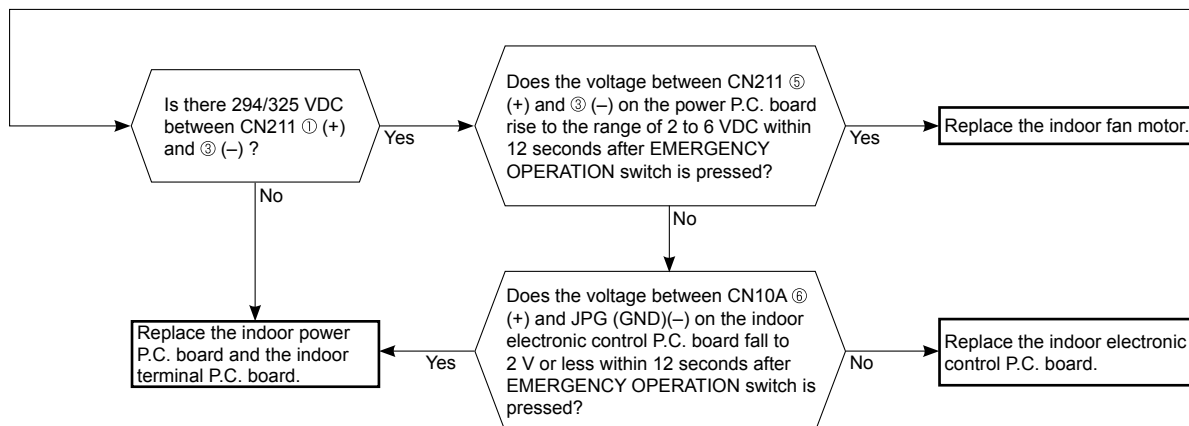 Is there 294/325 VDC
between CN211 ① (+)
and ③ (–) ?
Yes
No
Does the voltage between CN211 ⑤
(+) and ③ (–) on the power P.C. board
rise to the range of 2 to 6 VDC within
12 seconds after EMERGENCY
OPERATION switch is pressed?
Yes
No
Replace the indoor fan motor.
Replace the indoor power
P.C. board and the indoor
terminal P.C. board.
Yes
Does the voltage between CN10A ⑥
(+) and JPG (GND)(–) on the indoor
electronic control P.C. board fall to
2 V or less within 12 seconds after
EMERGENCY OPERATION switch is
pressed?
No
Replace the indoor electronic
control P.C. board.